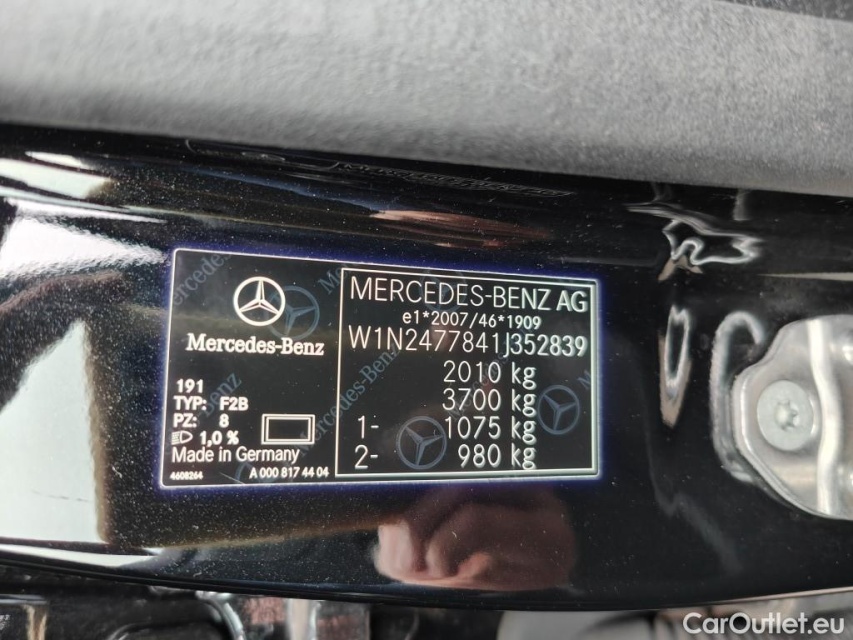 MERCEDES-BENZ AG
e1*2007/46*1909
W1N2477841J352839
2010 kg
3700 kg
1- 1075 kg
2- 980 kg
Mercedes-Benz
191
TYP: F2B
PZ: 8
1,0 %
Made in Germany
4608264 A 000 817 44 04
CarOutlet.eu